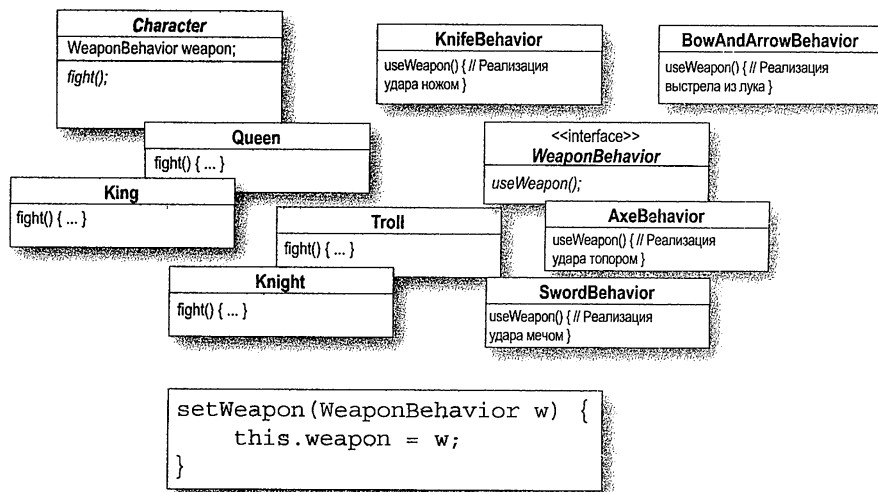 Character
WeaponBehavior weapon;
fight();
KnifeBehavior
useWeapon() { // Реализация
удара ножом }
BowAndArrowBehavior
useWeapon() { // Реализация
выстрела из лука }
Queen
fight() { ... }
<<interface>>
WeaponBehavior
useWeapon();
King
fight() { ... }
Troll
fight() { ... }
AxeBehavior
useWeapon() { // Реализация
удара топором }
Knight
fight() { ... }
SwordBehavior
useWeapon() { // Реализация
удара мечом }
setWeapon(WeaponBehavior w) {
this.weapon = w;
}